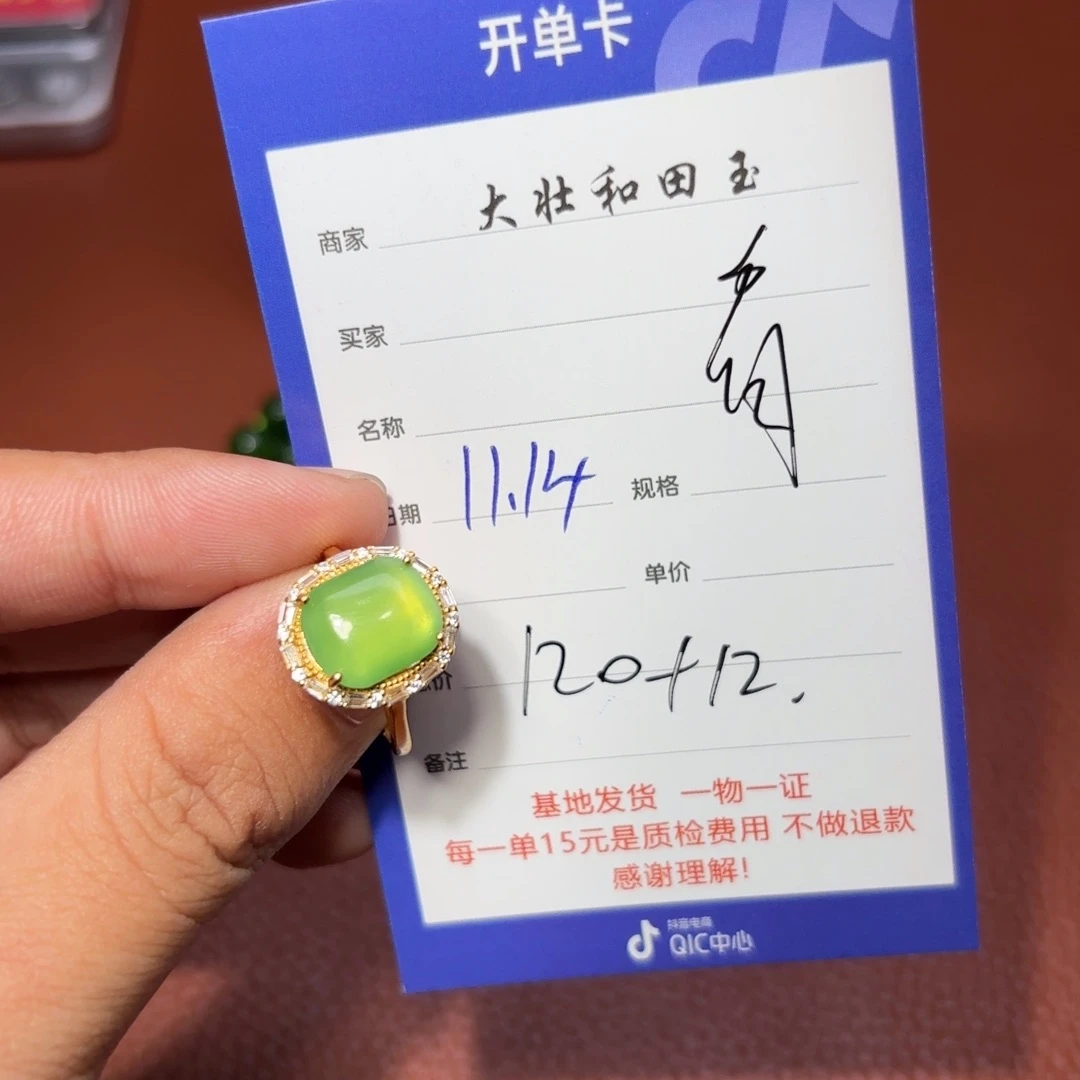 开单卡
商家 大壮和田玉
买家
名称
日期 11.14 规格
单价
总价 120+12.
备注
基地发货 一物一证
每一单15元是质检费用 不做退款
感谢理解!
抖音电商
QIC中心